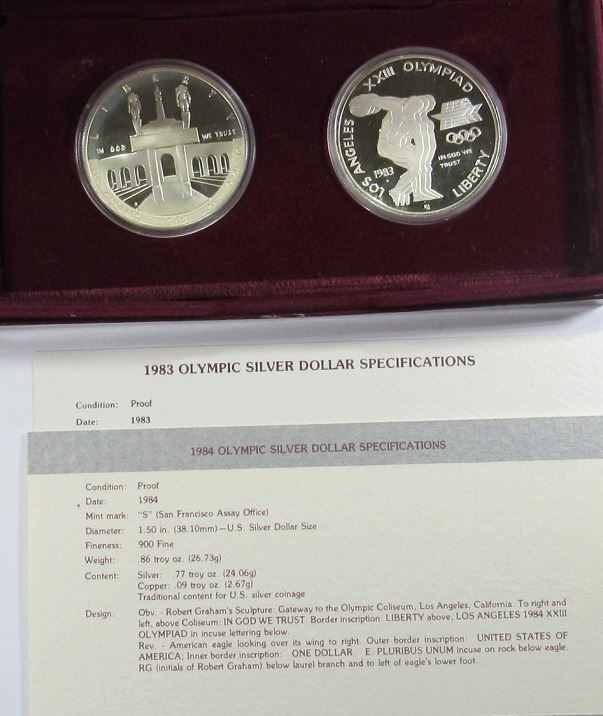 LIBERTY
IN GOD WE TRUST
LOS ANGELES XXIII OLYMPIAD
1983
IN GOD WE
TRUST
LIBERTY
1983 OLYMPIC SILVER DOLLAR SPECIFICATIONS
Condition: Proof
Date: 1983
1984 OLYMPIC SILVER DOLLAR SPECIFICATIONS
Condition: Proof
Date: 1984
Mint mark: "S" (San Francisco Assay Office)
Diameter: 1.50 in. (38.10mm)—U.S. Silver Dollar Size
Fineness: 900 Fine
Weight: .86 troy oz. (26.73g)
Content: Silver: .77 troy oz. (24.06g)
Copper: .09 troy oz. (2.67g)
Traditional content for U.S. silver coinage
Design: Obv. - Robert Graham's Sculpture: Gateway to the Olympic Coliseum, Los Angeles, California. To right and
left, above Coliseum: IN GOD WE TRUST. Border inscription: LIBERTY above, LOS ANGELES 1984 XXIII
OLYMPIAD in incuse lettering below.
Rev. - American eagle looking over its wing to right. Outer border inscription: UNITED STATES OF
AMERICA; Inner border inscription: ONE DOLLAR. E. PLURIBUS UNUM incuse on rock below eagle.
RG (initials of Robert Graham) below laurel branch and to left of eagle's lower foot.